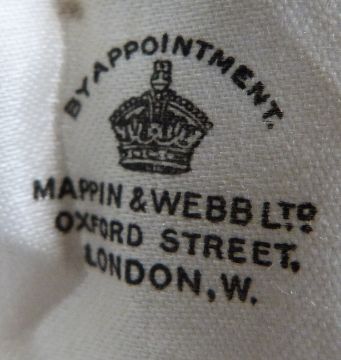 BY APPOINTMENT.
MAPPIN & WEBB LTD
OXFORD STREET,
LONDON, W.